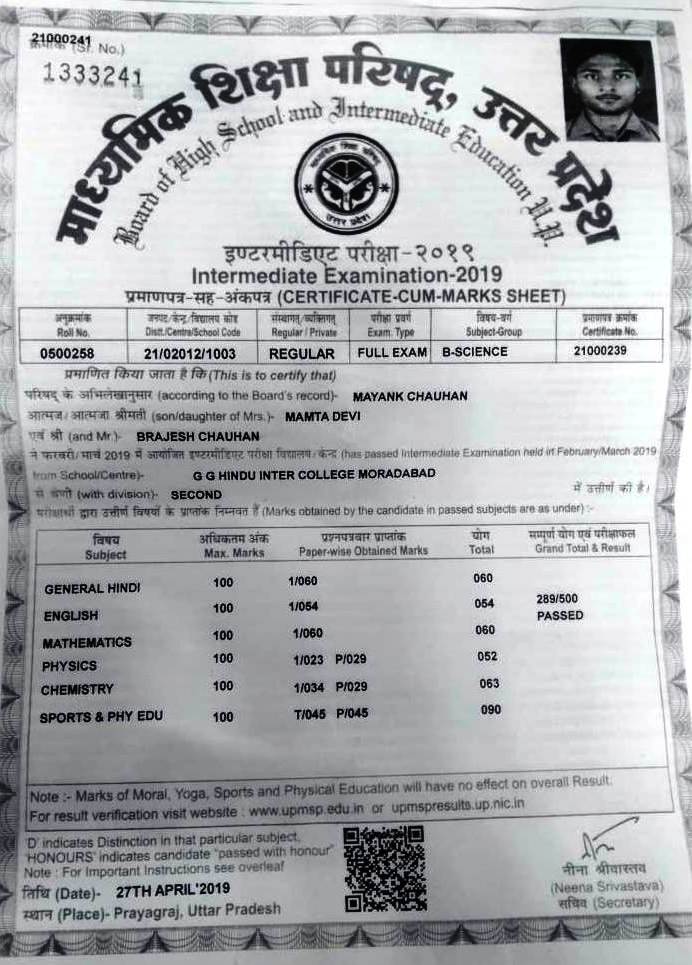 21000241
क्रमांक (Sr. No.)
1333241
माध्यमिक शिक्षा परिषद्, उत्तर प्रदेश
Board of High School and Intermediate Education U.P.
माध्यमिक शिक्षा परिषद
उत्तर प्रदेश
इण्टरमीडिएट परीक्षा-२०१९
Intermediate Examination-2019
प्रमाणपत्र-सह-अंकपत्र (CERTIFICATE-CUM-MARKS SHEET)
अनुक्रमांक जनपद/केन्द्र/विद्यालय कोड संस्थागत/व्यक्तिगत परीक्षा प्रवर्ग विषय-वर्ग प्रमाणपत्र क्रमांक
Roll No. Distt./Centre/School Code Regular / Private Exam. Type Subject-Group Certificate No.
0500258 21/02012/1003 REGULAR FULL EXAM B-SCIENCE 21000239
प्रमाणित किया जाता है कि (This is to certify that)
परिषद के अभिलेखानुसार (according to the Board's record)- MAYANK CHAUHAN
आत्मज/आत्मजा श्रीमती (son/daughter of Mrs.)- MAMTA DEVI
एवं श्री (and Mr.)- BRAJESH CHAUHAN
ने फरवरी/मार्च 2019 में आयोजित इण्टरमीडिएट परीक्षा विद्यालय/केन्द्र (has passed Intermediate Examination held in February/March 2019
from School/Centre)- G G HINDU INTER COLLEGE MORADABAD
से श्रेणी (with division)- SECOND में उत्तीर्ण की है।
परीक्षार्थी द्वारा उत्तीर्ण विषयों के प्राप्तांक निम्नवत हैं (Marks obtained by the candidate in passed subjects are as under) :-
विषय अधिकतम अंक प्रश्नपत्रवार प्राप्तांक योग सम्पूर्ण योग एवं परीक्षाफल
Subject Max. Marks Paper-wise Obtained Marks Total Grand Total & Result
GENERAL HINDI 100 1/060 060
ENGLISH 100 1/054 054 289/500
PASSED
MATHEMATICS 100 1/060 060
PHYSICS 100 1/023 P/029 052
CHEMISTRY 100 1/034 P/029 063
SPORTS & PHY EDU 100 T/045 P/045 090
Note :- Marks of Moral, Yoga, Sports and Physical Education will have no effect on overall Result.
For result verification visit website : www.upmsp.edu.in or upmspresults.up.nic.in
'D' indicates Distinction in that particular subject,
'HONOURS' indicates candidate "passed with honour"
Note : For Important Instructions see overleaf
तिथि (Date)- 27TH APRIL'2019
स्थान (Place)- Prayagraj, Uttar Pradesh
नीना श्रीवास्तव
(Neena Srivastava)
सचिव (Secretary)